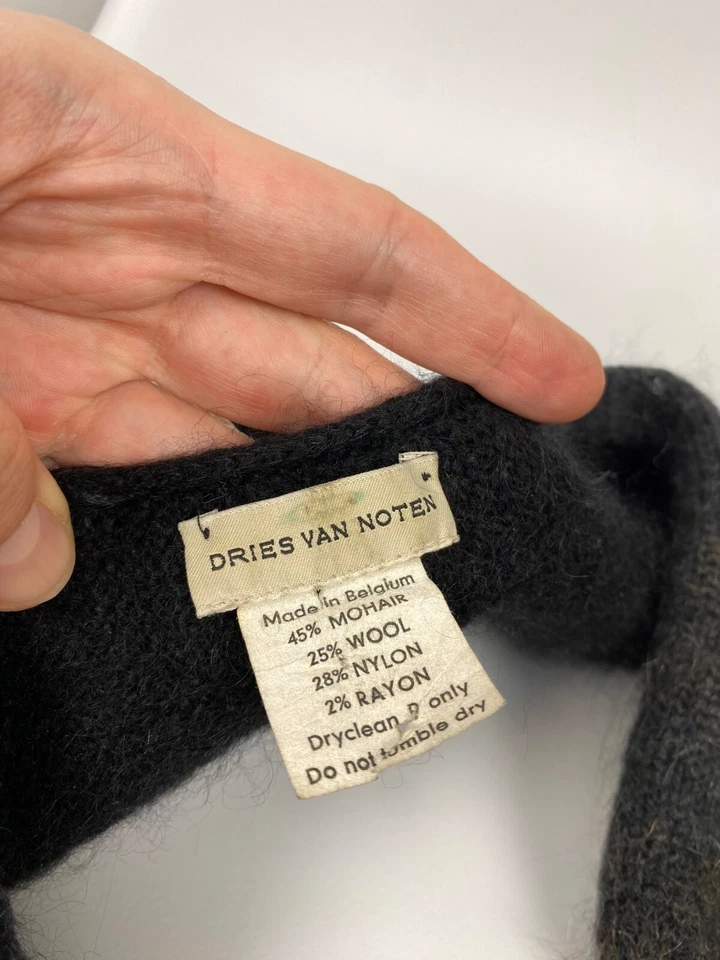 DRIES VAN NOTEN
Made in Belgium
45% MOHAIR
25% WOOL
28% NYLON
2% RAYON
Dryclean P only
Do not tumble dry